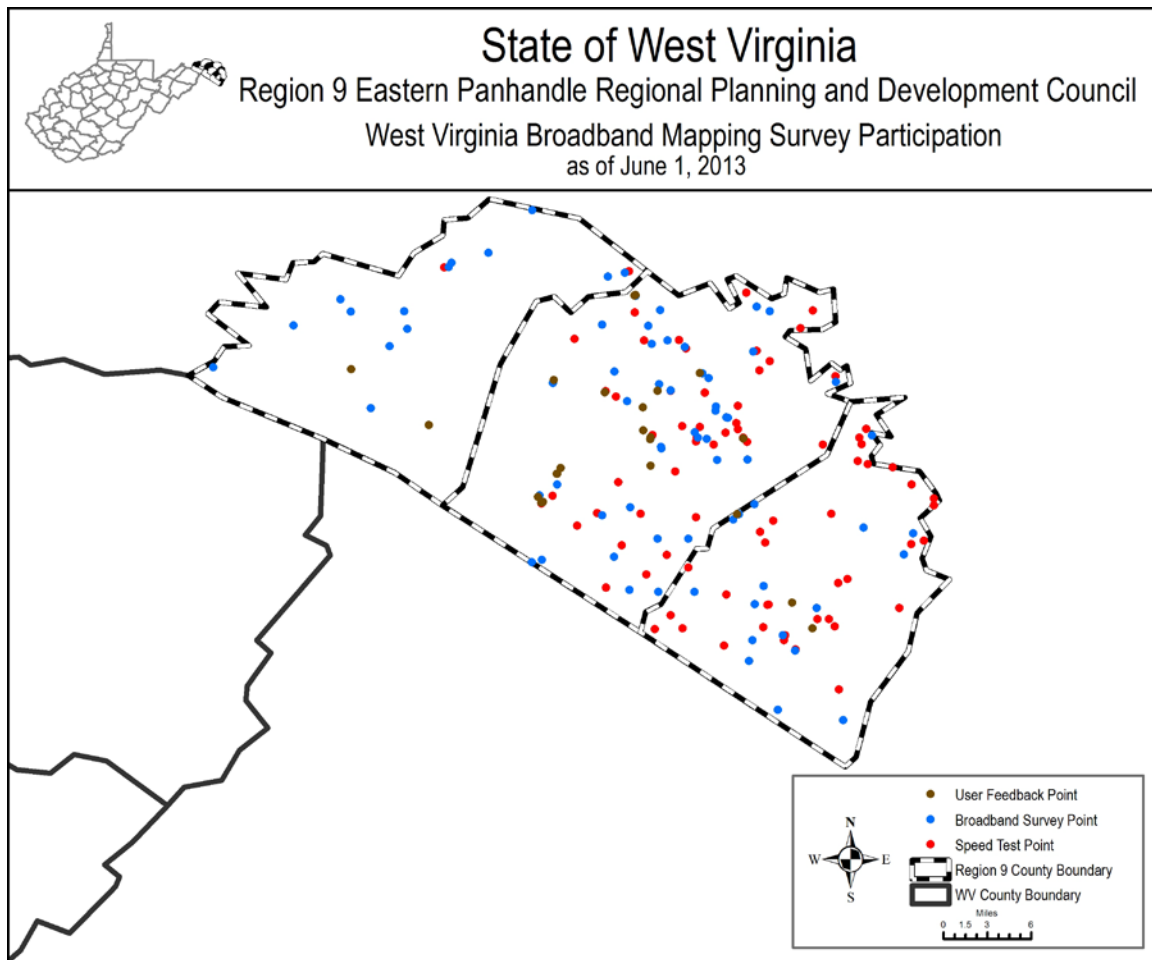 State of West Virginia
Region 9 Eastern Panhandle Regional Planning and Development Council
West Virginia Broadband Mapping Survey Participation
as of June 1, 2013
N
W E
S
User Feedback Point
Broadband Survey Point
Speed Test Point
Region 9 County Boundary
WV County Boundary
Miles
0 1.5 3 6